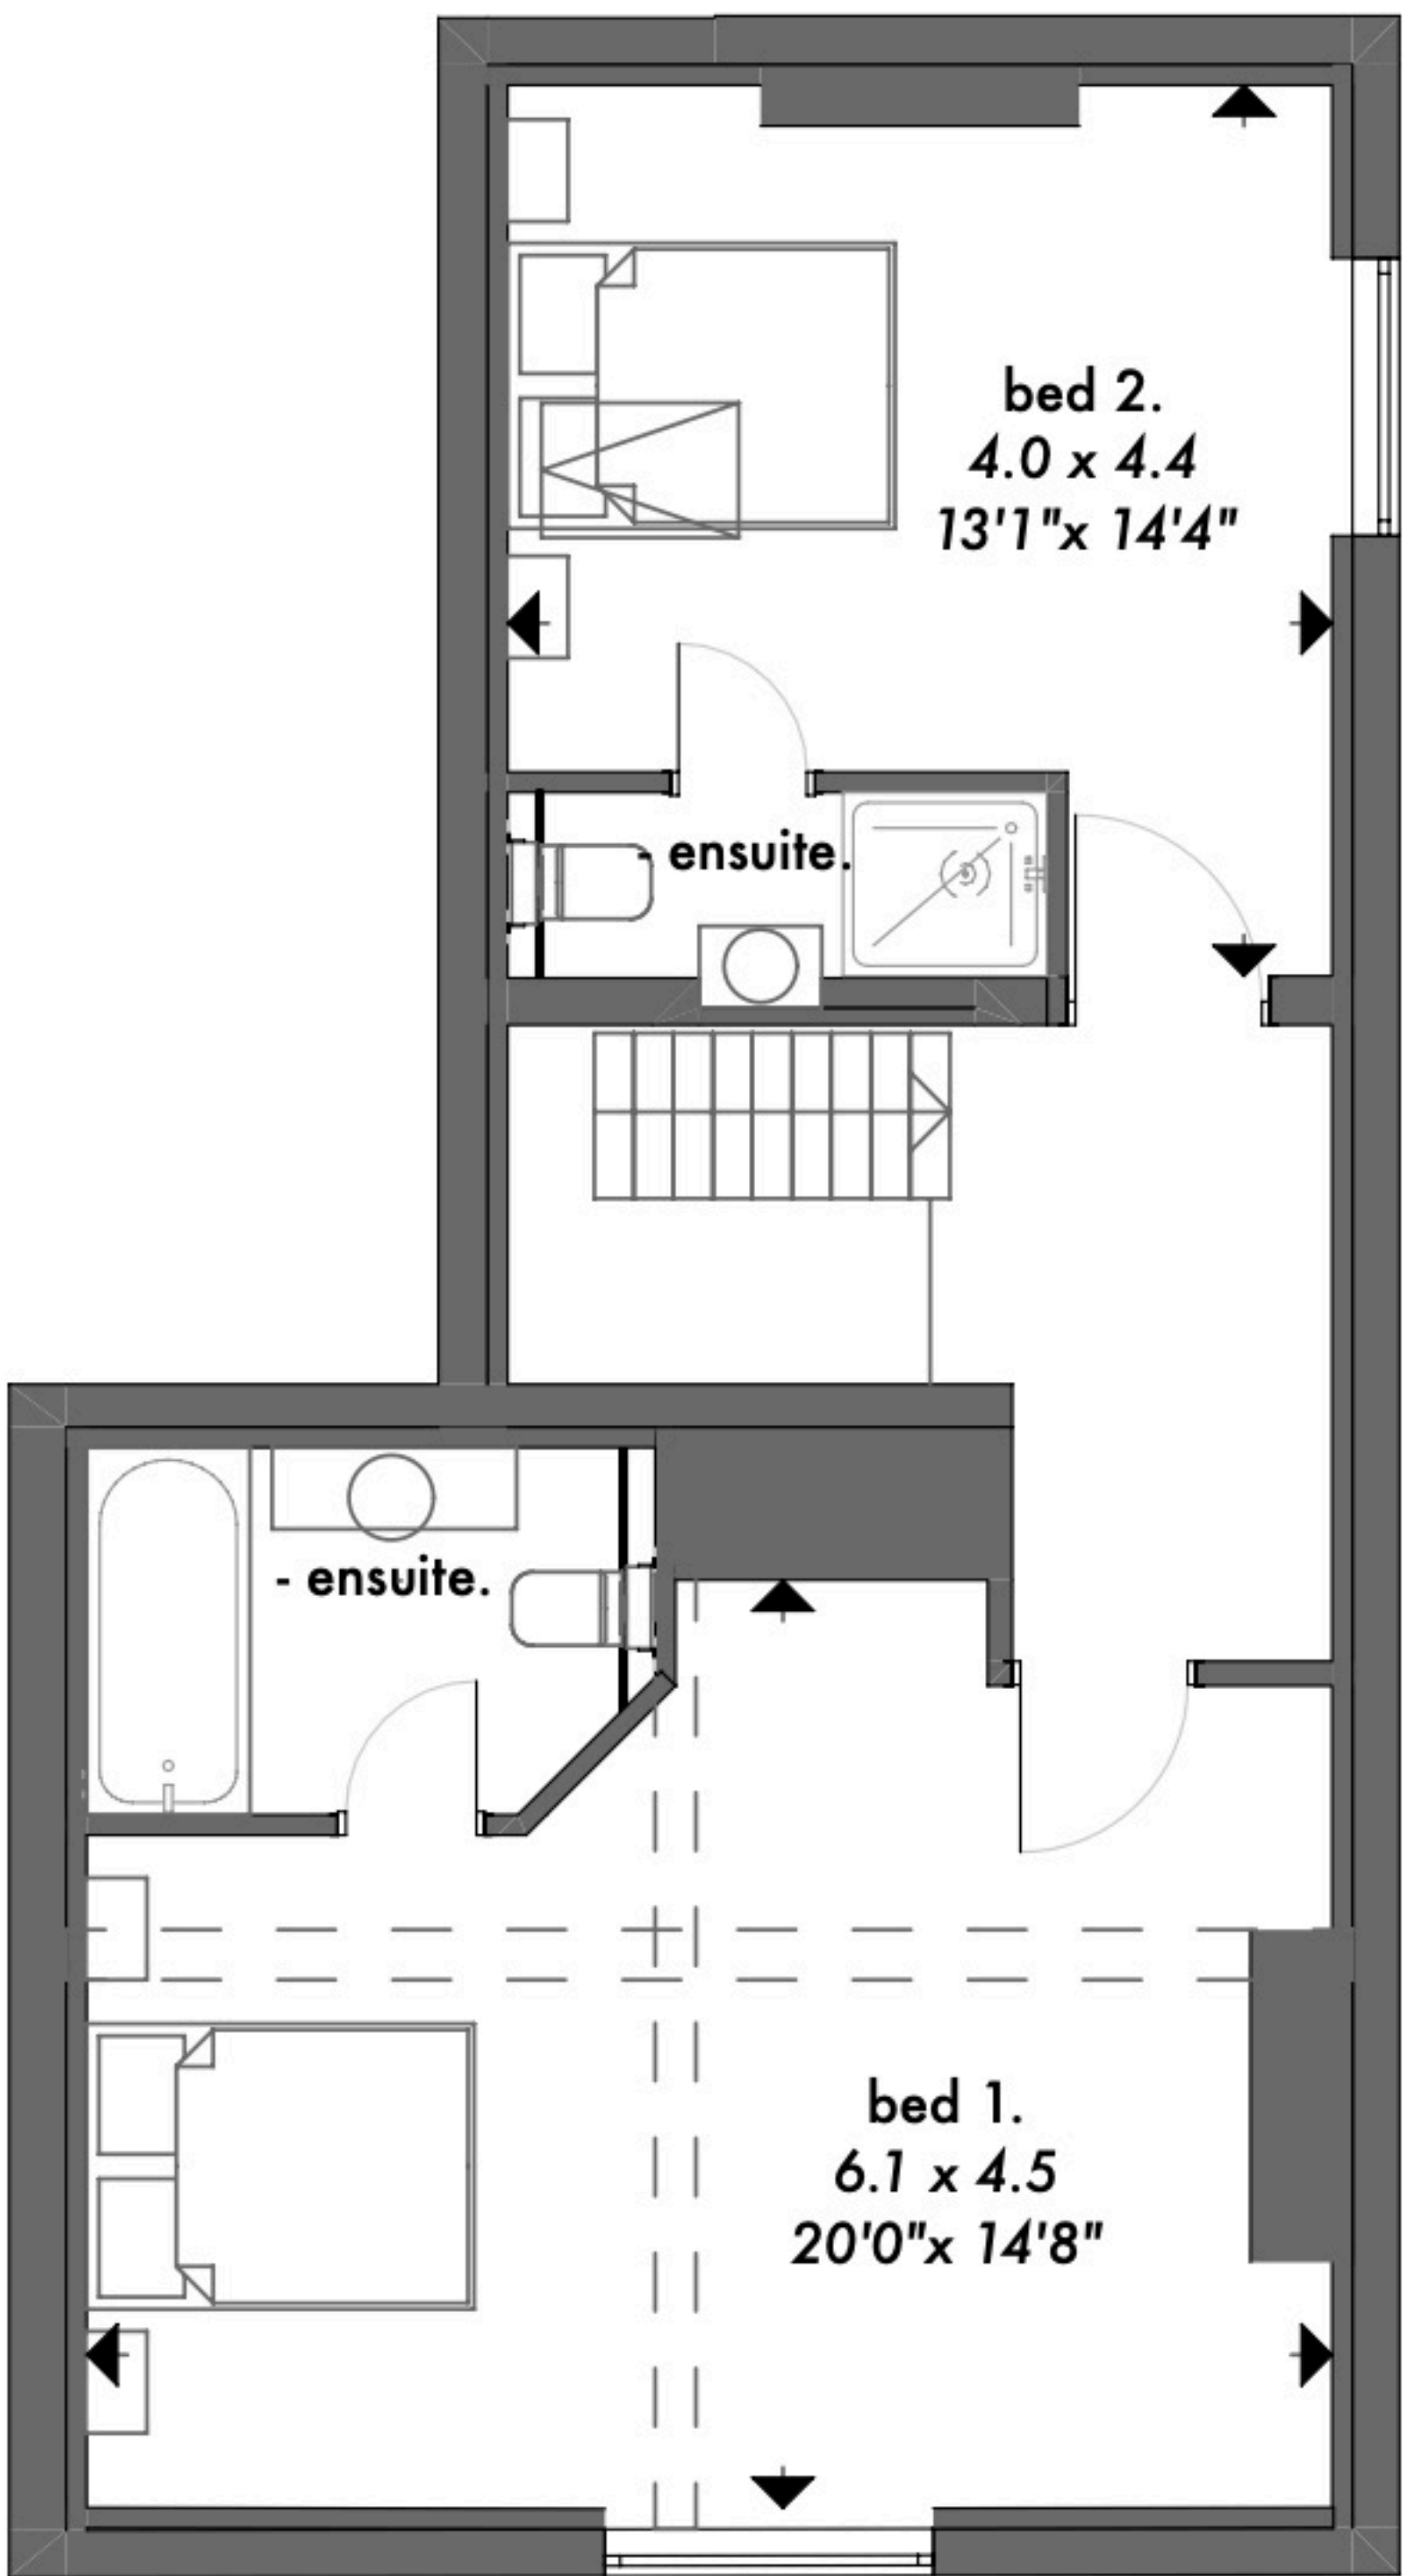 bed 2.
4.0 x 4.4
13'1"x 14'4"
- ensuite.
- ensuite.
bed 1.
6.1 x 4.5
20'0"x 14'8"